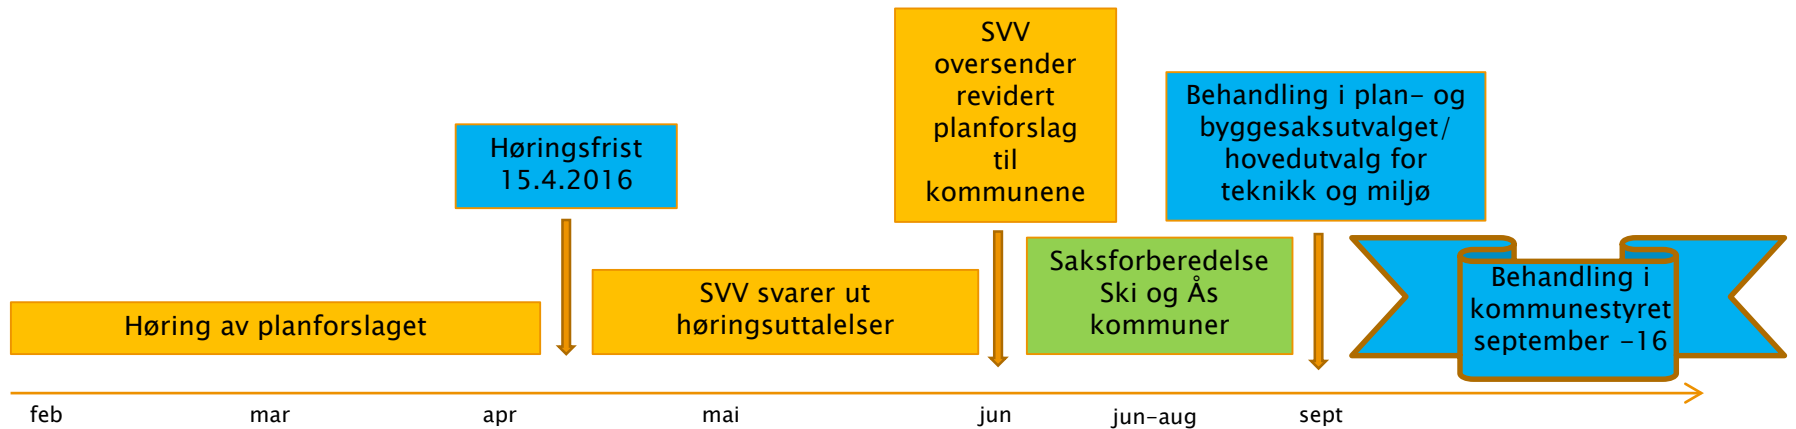 SVV
oversender
revidert
planforslag
til
kommunene
Behandling i plan- og
byggesaksutvalget/
hovedutvalg for
teknikk og miljø
Høringsfrist
15.4.2016
Saksforberedelse
Ski og Ås
kommuner
Behandling i
kommunestyret
september -16
SVV svarer ut
høringsuttalelser
Høring av planforslaget
feb
mar
apr
mai
jun
jun-aug
sept